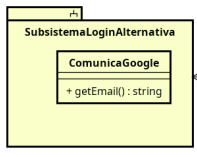 SubsistemaLoginAlternativa
ComunicaGoogle
+ getEmail() : string